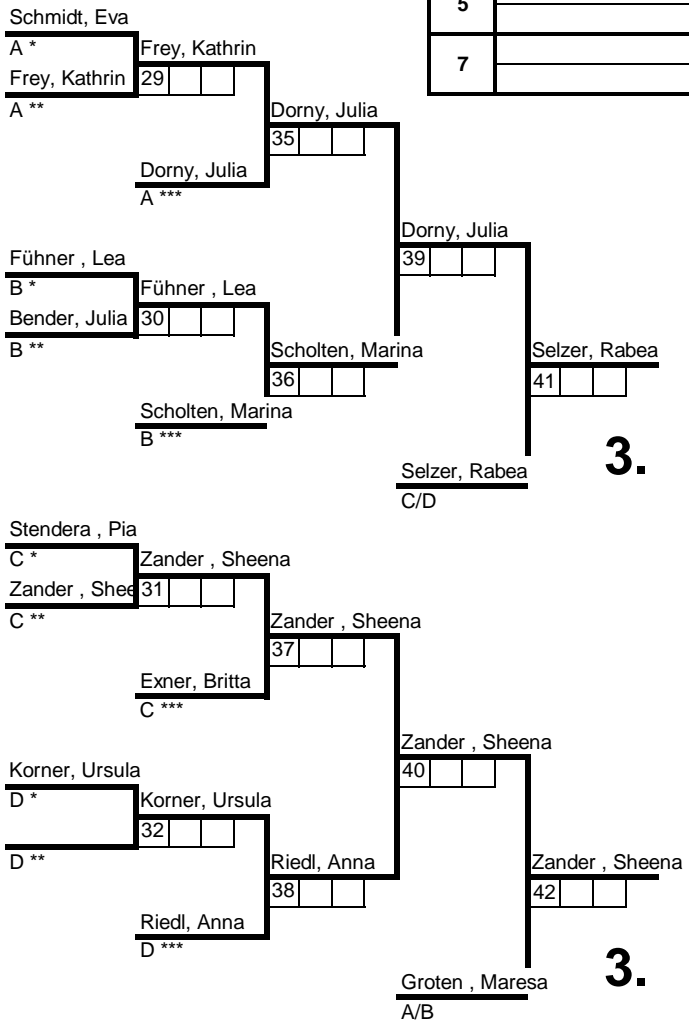 Schmidt, Eva
5
A *
Frey, Kathrin
7
Frey, Kathrin
29
A **
Dorny, Julia
35
Dorny, Julia
A ***
Dorny, Julia
39
Führer , Lea
B *
Führer , Lea
Bender, Julia
30
B **
Scholten, Marina
36
Selzer, Rabea
41
Scholten, Marina
B ***
3.
Selzer, Rabea
C/D
Stendera , Pia
C *
Zander , Sheena
Zander , Shee
31
C **
Zander , Sheena
37
Exner, Britta
C ***
Zander , Sheena
40
Korner, Ursula
D *
Korner, Ursula
32
D **
Riedl, Anna
38
Zander , Sheena
42
Riedl, Anna
D ***
3.
Groten , Maresa
A/B